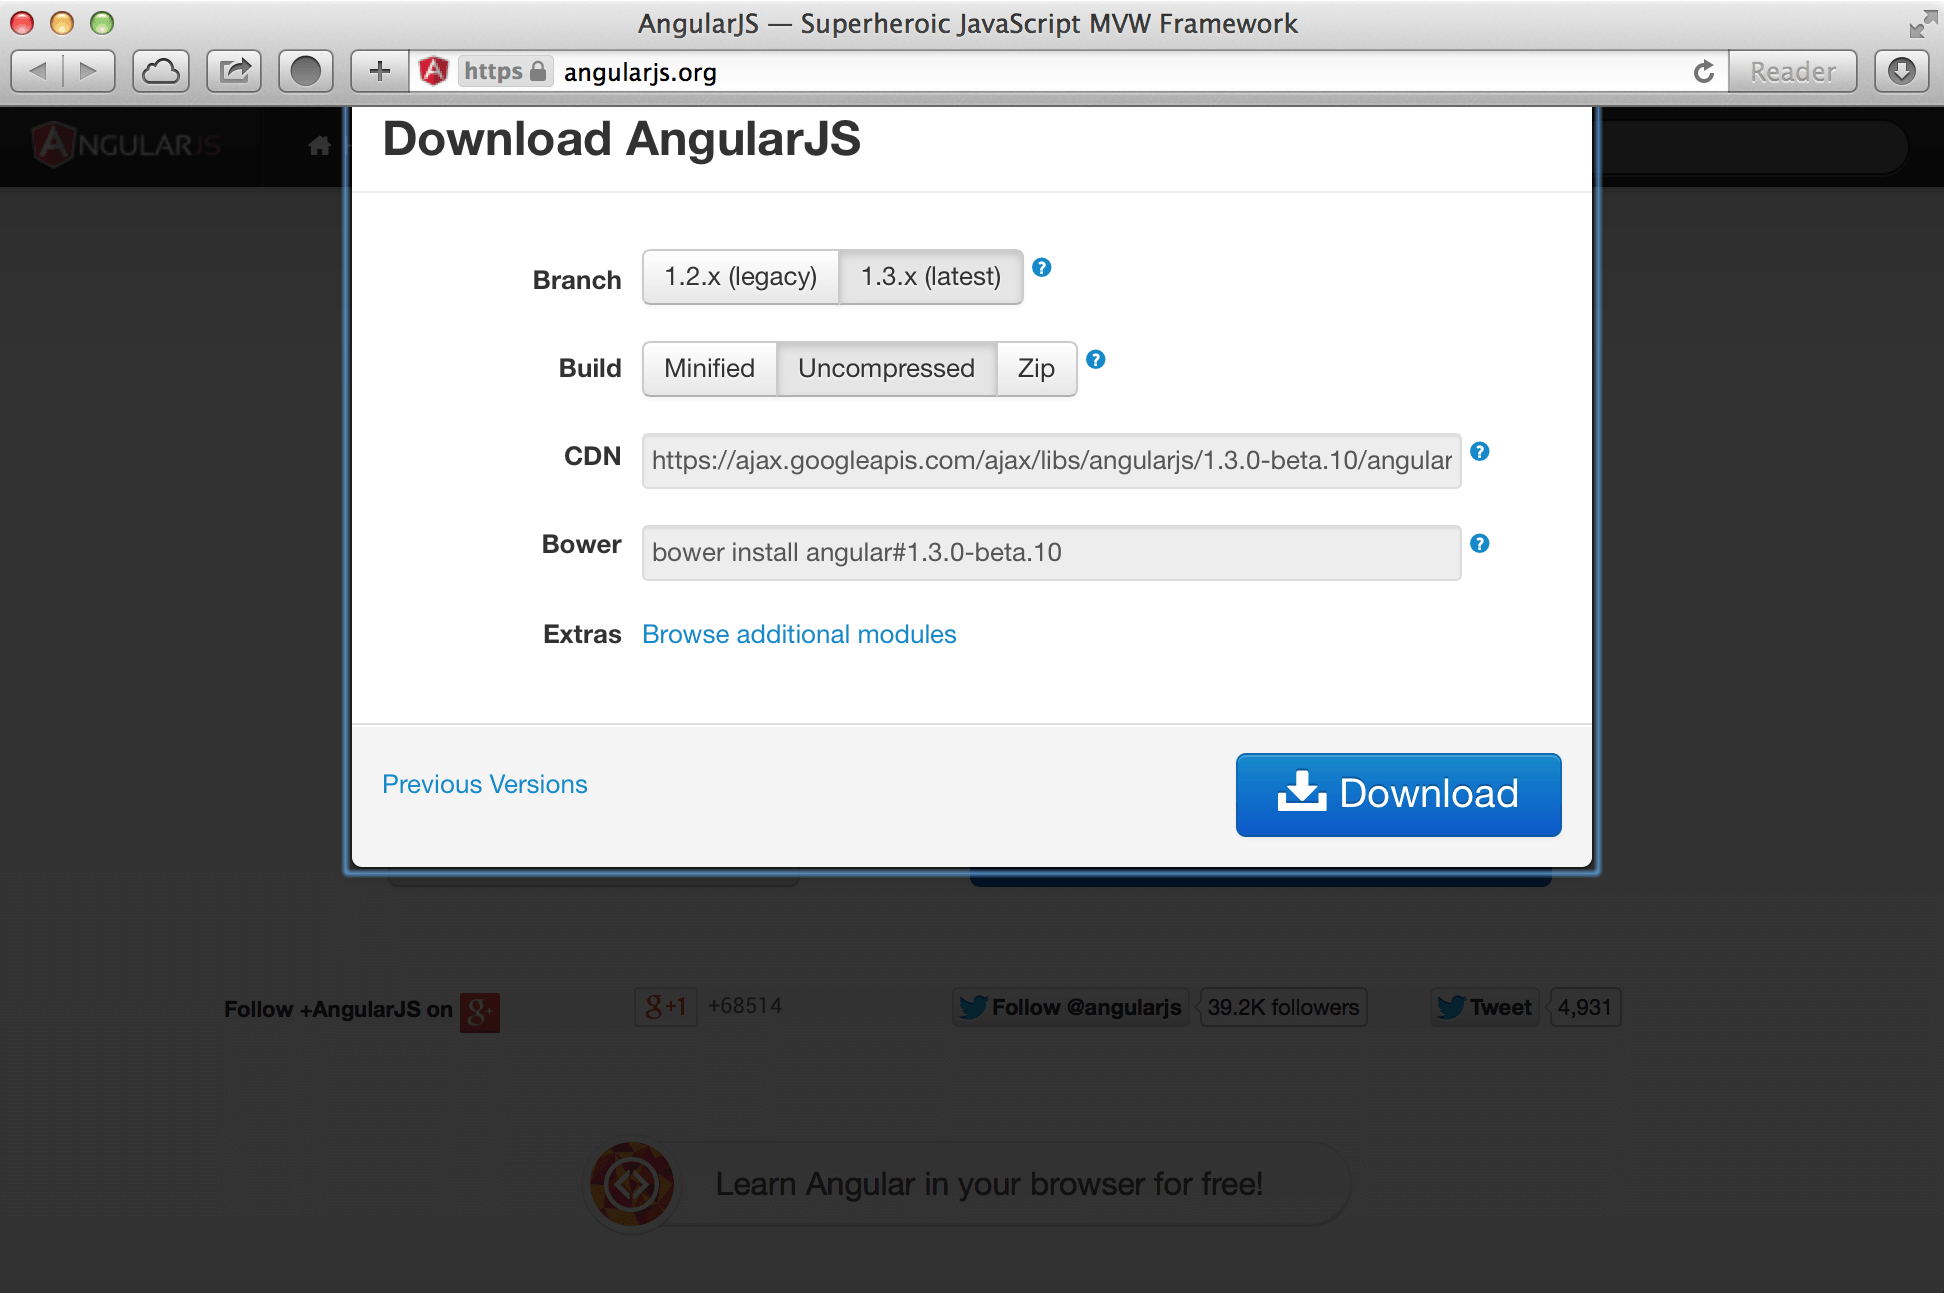 AngularJS — Superheroic JavaScript MVW Framework
https angularjs.org Reader
ANGULARJS
Download AngularJS
Branch 1.2.x (legacy) 1.3.x (latest) ?
Build Minified Uncompressed Zip ?
CDN https://ajax.googleapis.com/ajax/libs/angularjs/1.3.0-beta.10/angular ?
Bower bower install angular#1.3.0-beta.10 ?
Extras Browse additional modules
Previous Versions Download
Follow +AngularJS on g+ g+1 +68514 Follow @angularjs 39.2K followers Tweet 4,931
Learn Angular in your browser for free!